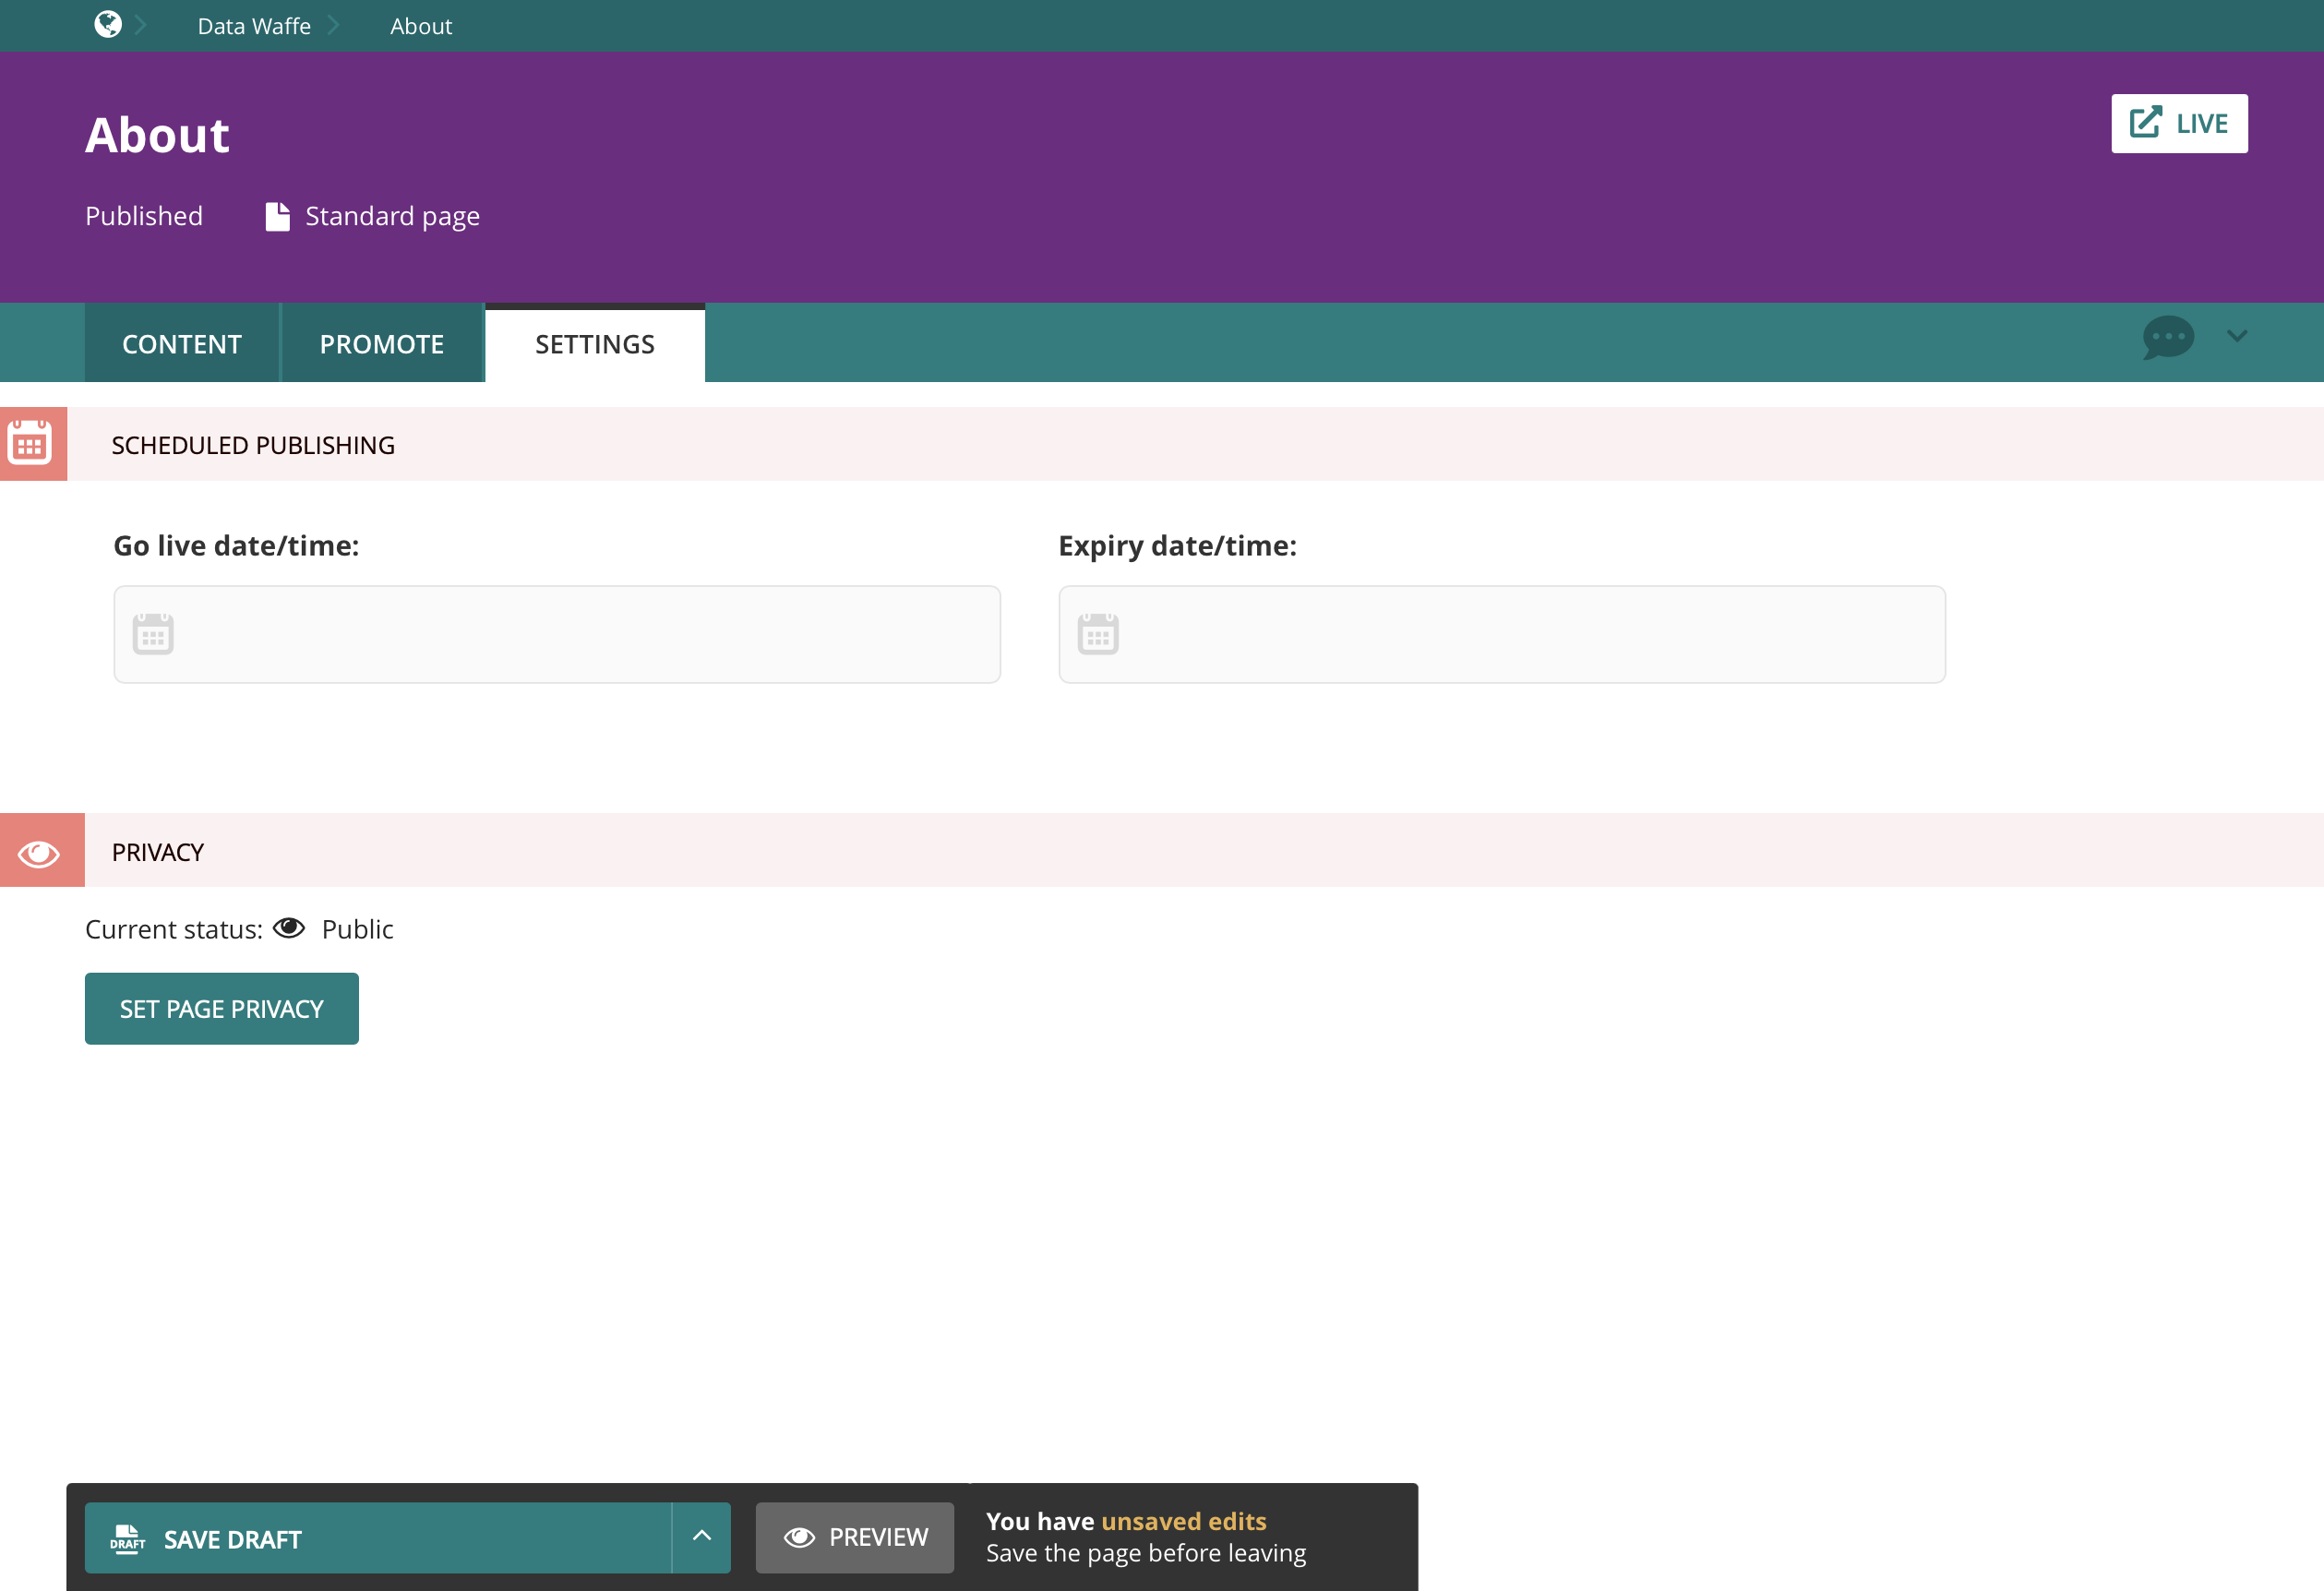 Data Waffe
About
About
LIVE
Published
Standard page
CONTENT
PROMOTE
SETTINGS
SCHEDULED PUBLISHING
Go live date/time:
Expiry date/time:
PRIVACY
Current status: Public
SET PAGE PRIVACY
DRAFT
SAVE DRAFT
PREVIEW
You have unsaved edits
Save the page before leaving